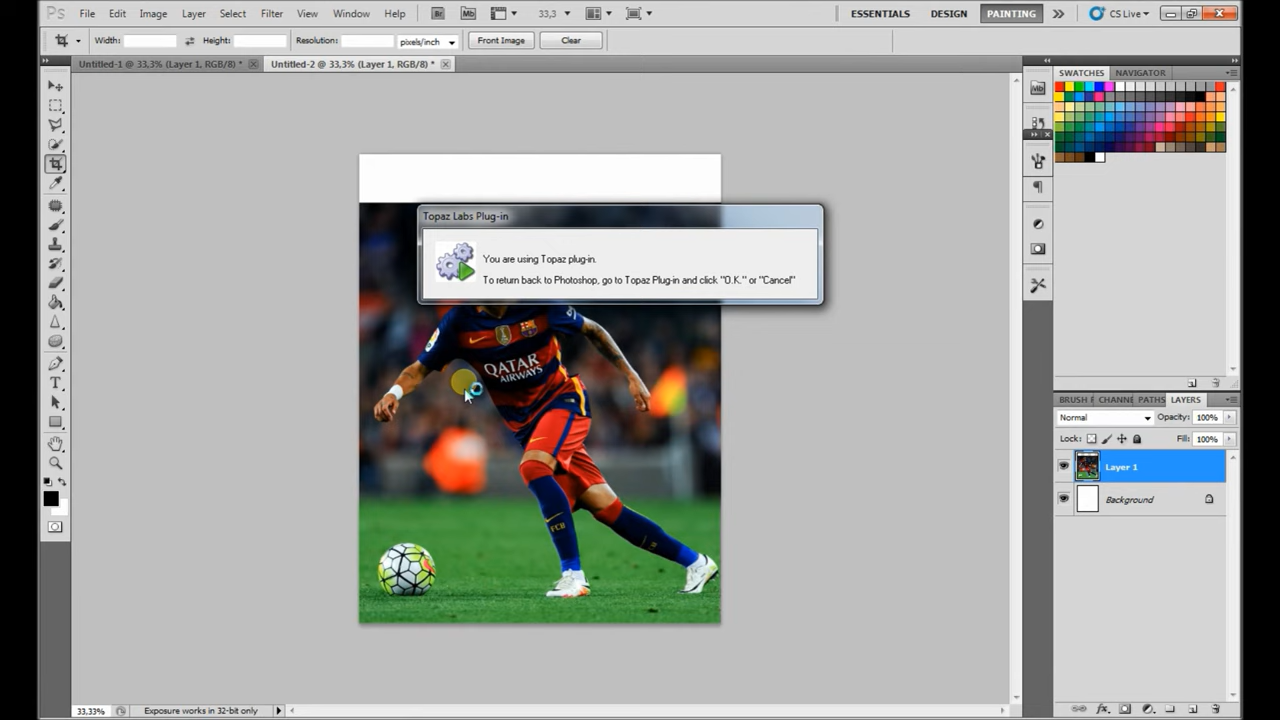 Ps File Edit Image Layer Select Filter View Window Help Br Mb 33,3 ESSENTIALS DESIGN PAINTING CS Live
Width: Height: Resolution: pixels/inch Front Image Clear
Untitled-1 @ 33,3% (Layer 1, RGB/8) * Untitled-2 @ 33,3% (Layer 1, RGB/8) *
SWATCHES NAVIGATOR
Topaz Labs Plug-in
You are using Topaz plug-in.
To return back to Photoshop, go to Topaz Plug-in and click "O.K." or "Cancel"
QATAR
AIRWAYS
FCB
BRUSH CHANNE PATHS LAYERS
Normal Opacity: 100%
Lock: Fill: 100%
Layer 1
Background
33,33% Exposure works in 32-bit only